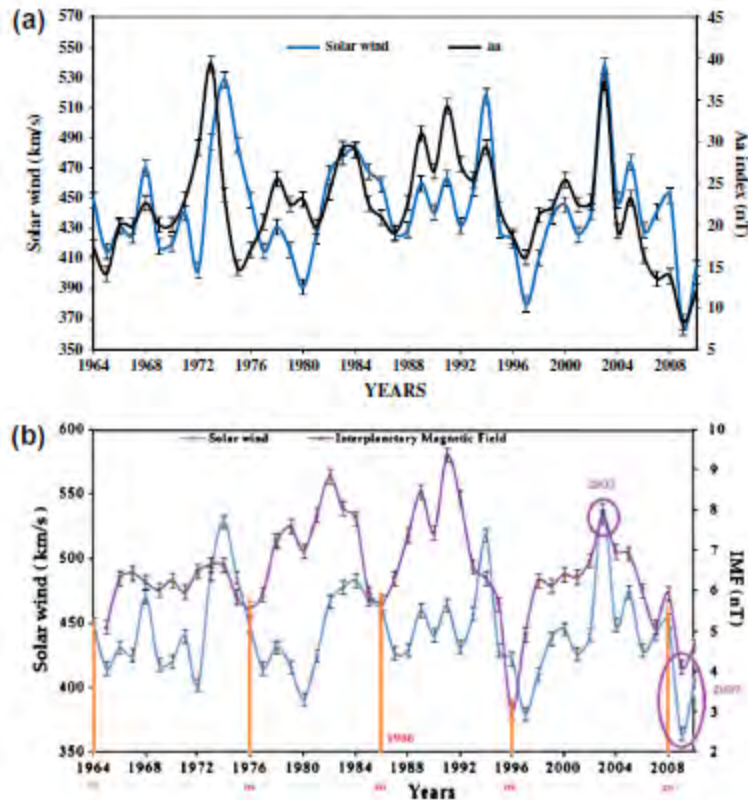 (a)
Solar wind
aa
Solar wind (km/s)
570
550
530
510
490
470
450
430
410
390
370
350
Aa index (nT)
45
40
35
30
25
20
15
10
5
1964 1968 1972 1976 1980 1984 1988 1992 1996 2000 2004 2008
YEARS
(b)
Solar wind
Interplanetary Magnetic Field
Solar wind (km/s)
600
550
500
450
400
350
IMF (nT)
10
9
8
7
6
5
4
3
2
2003
2009
1986
1964 1968 1972 1976 1980 1984 1988 1992 1996 2000 2004 2008
Years